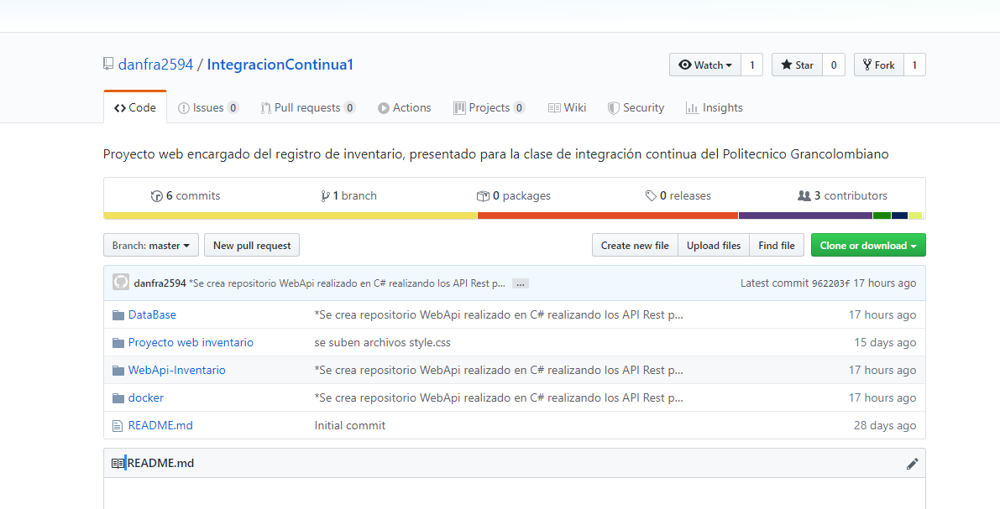 danfra2594 / IntegracionContinua1
Watch 1 Star 0 Fork 1
Code Issues 0 Pull requests 0 Actions Projects 0 Wiki Security Insights
Proyecto web encargado del registro de inventario, presentado para la clase de integración continua del Politecnico Grancolombiano
6 commits 1 branch 0 packages 0 releases 3 contributors
Branch: master New pull request Create new file Upload files Find file Clone or download
danfra2594 *Se crea repositorio WebApi realizado en C# realizando los API Rest p... ... Latest commit 962203f 17 hours ago
DataBase *Se crea repositorio WebApi realizado en C# realizando los API Rest p... 17 hours ago
Proyecto web inventario se suben archivos style.css 15 days ago
WebApi-Inventario *Se crea repositorio WebApi realizado en C# realizando los API Rest p... 17 hours ago
docker *Se crea repositorio WebApi realizado en C# realizando los API Rest p... 17 hours ago
README.md Initial commit 28 days ago
README.md